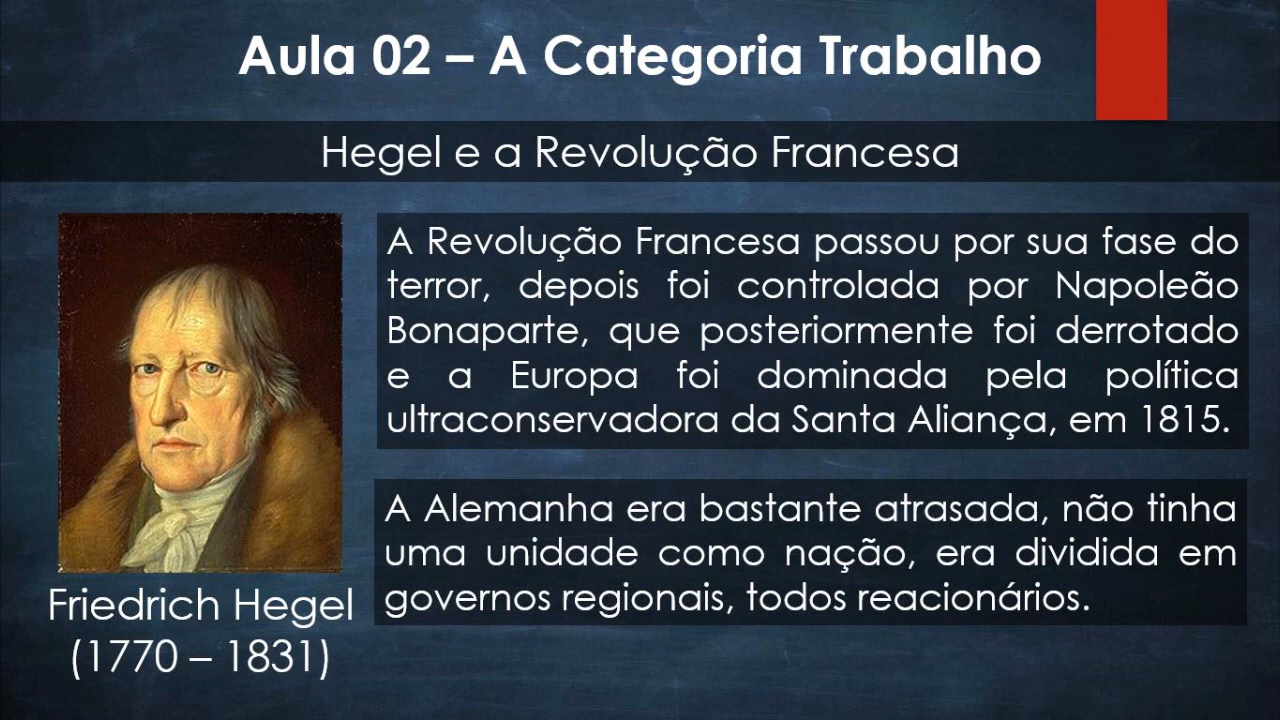 Aula 02 – A Categoria Trabalho
Hegel e a Revolução Francesa
A Revolução Francesa passou por sua fase do
terror, depois foi controlada por Napoleão
Bonaparte, que posteriormente foi derrotado
e a Europa foi dominada pela política
ultraconservadora da Santa Aliança, em 1815.
A Alemanha era bastante atrasada, não tinha
uma unidade como nação, era dividida em
governos regionais, todos reacionários.
Friedrich Hegel
(1770 – 1831)